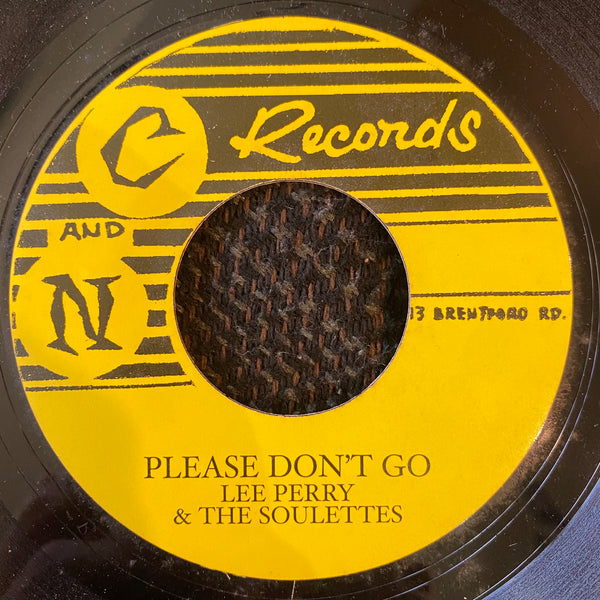 C Records
AND
N
13 BRENTFORD RD.
PLEASE DON'T GO
LEE PERRY
& THE SOULETTES